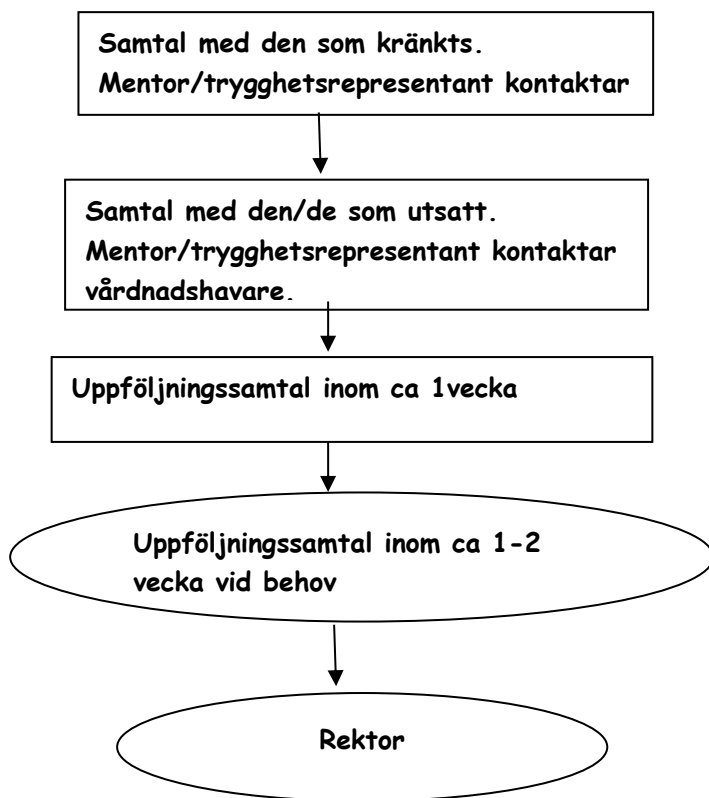 Samtal med den som kränkts.
Mentor/trygghetsrepresentant kontaktar
Samtal med den/de som utsatt.
Mentor/trygghetsrepresentant kontaktar
vårdnadshavare.
Uppföljningssamtal inom ca 1vecka
Uppföljningssamtal inom ca 1-2
vecka vid behov
Rektor